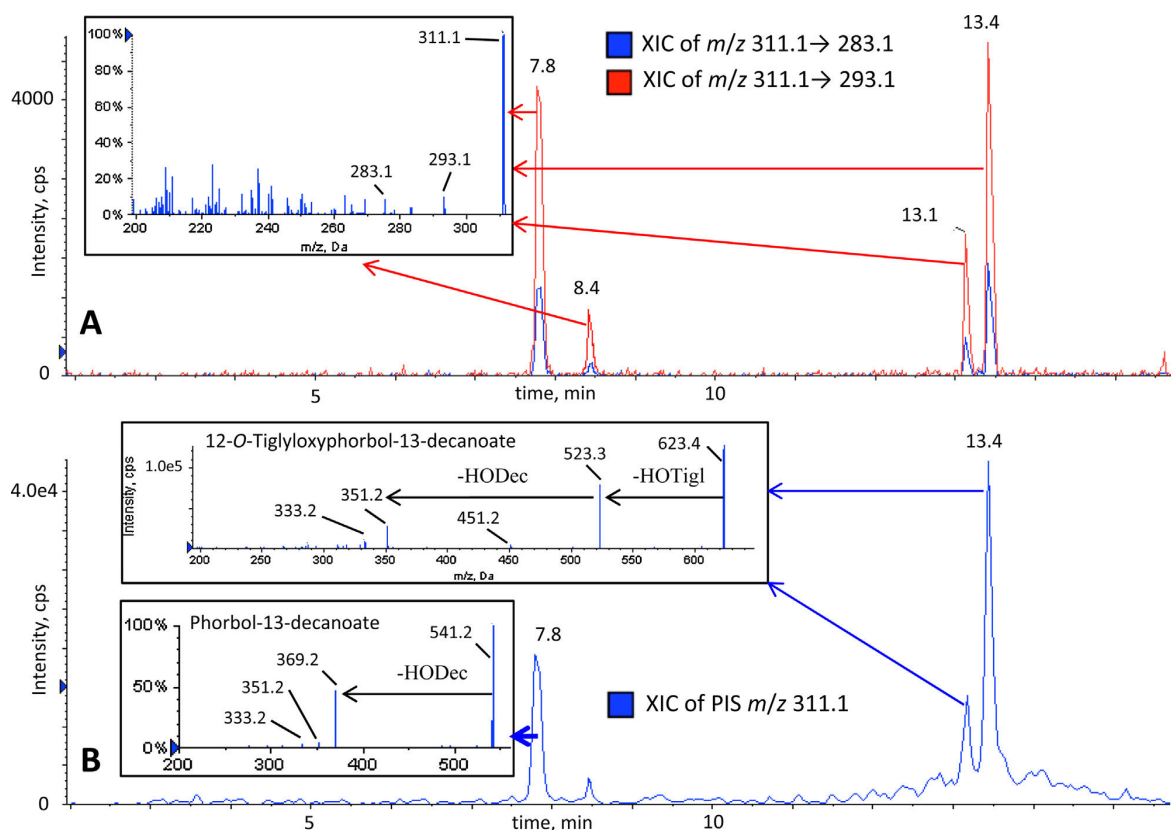 13.4
XIC of m/z 311.1→ 283.1
XIC of m/z 311.1→ 293.1
100%
311.1
7.8
80%
60%
40%
283.1
293.1
20%
0%
200 220 240 260 280 300
m/z, Da
4000
Intensity, cps
13.1
8.4
A
0
5 time, min 10
12-O-Tiglyloxyphorbol-13-decanoate
623.4
13.4
523.3
1.0e5
-HODec
-HOTigl
Intensity, cps
351.2
333.2
451.2
200 250 300 350 400 450 500 550 600
m/z, Da
4.0e4
Intensity, cps
Phorbol-13-decanoate
100%
541.2
7.8
369.2
-HODec
50%
351.2
333.2
XIC of PIS m/z 311.1
0%
200 300 400 500
B
0
5 time, min 10